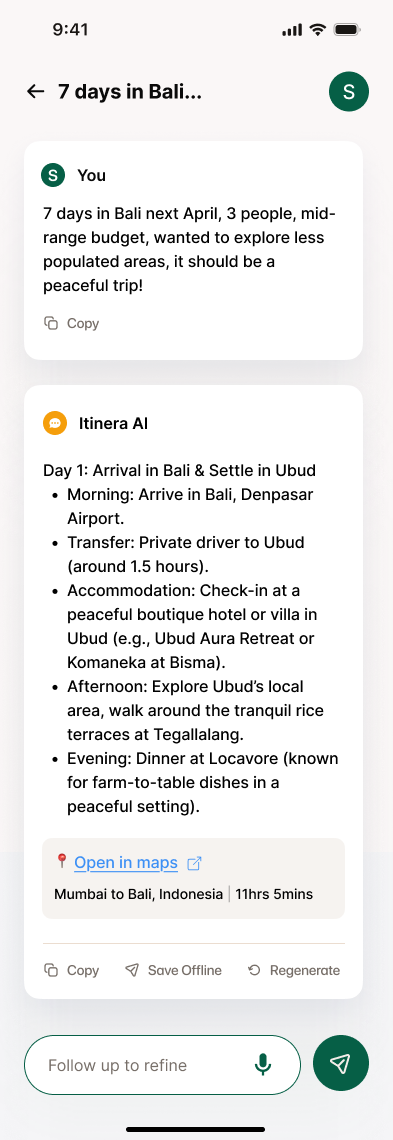 9:41
7 days in Bali...
S
S
You
7 days in Bali next April, 3 people, mid-
range budget, wanted to explore less
populated areas, it should be a
peaceful trip!
Copy
Itinera AI
Day 1: Arrival in Bali & Settle in Ubud
• Morning: Arrive in Bali, Denpasar
Airport.
• Transfer: Private driver to Ubud
(around 1.5 hours).
• Accommodation: Check-in at a
peaceful boutique hotel or villa in
Ubud (e.g., Ubud Aura Retreat or
Komaneka at Bisma).
• Afternoon: Explore Ubud’s local
area, walk around the tranquil rice
terraces at Tegallalang.
• Evening: Dinner at Locavore (known
for farm-to-table dishes in a
peaceful setting).
Open in maps
Mumbai to Bali, Indonesia | 11hrs 5mins
Copy Save Offline Regenerate
Follow up to refine